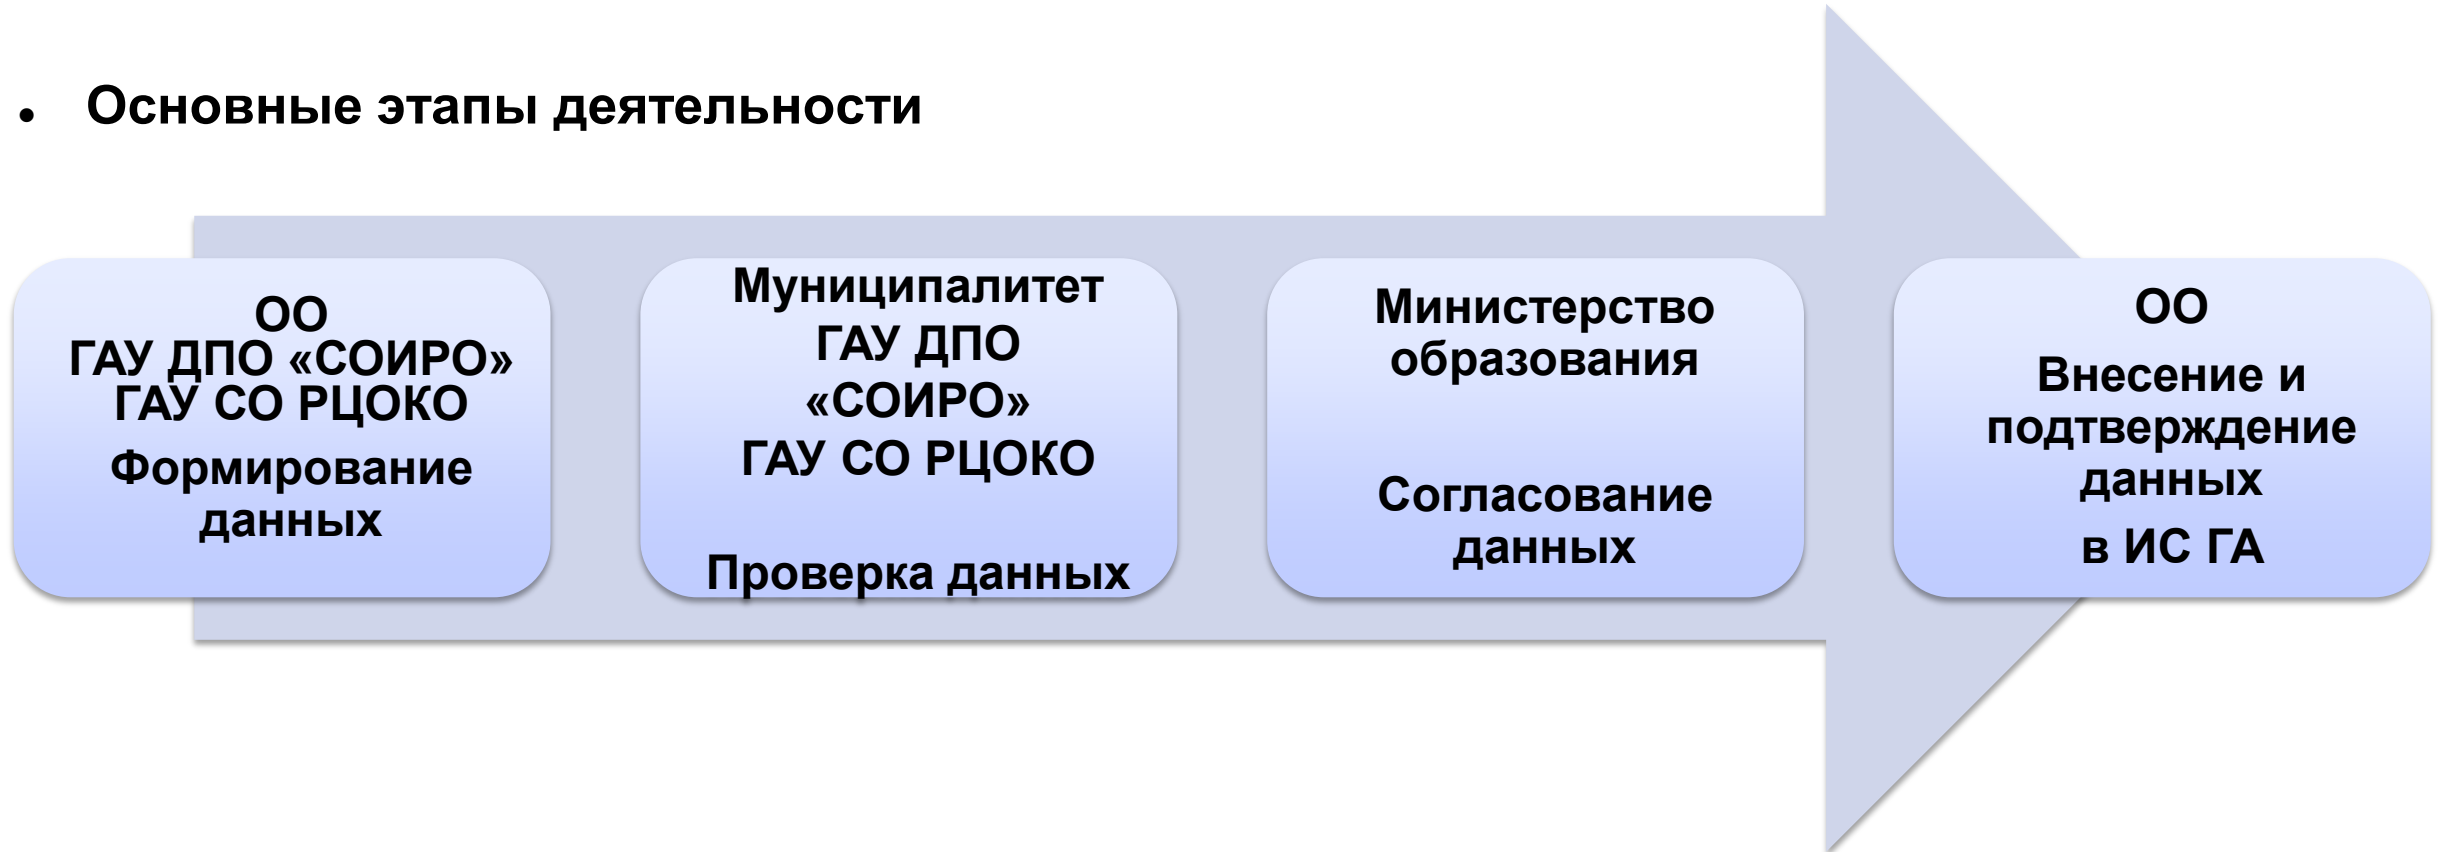 Основные этапы деятельности
ОО
ГАУ ДПО «СОИРО»
ГАУ СО РЦОКО
Формирование
данных
Муниципалитет
ГАУ ДПО
«СОИРО»
ГАУ СО РЦОКО
Проверка данных
Министерство
образования
Согласование
данных
ОО
Внесение и
подтверждение
данных
в ИС ГА